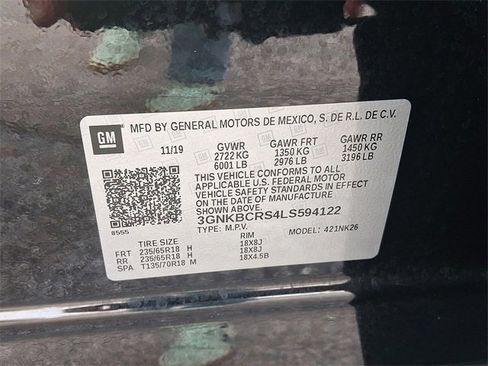 GM
MFD BY GENERAL MOTORS DE MEXICO, S. DE R.L. DE C.V.
11/19 GVWR GAWR FRT GAWR RR
2722 KG 1350 KG 1450 KG
6001 LB 2976 LB 3196 LB
THIS VEHICLE CONFORMS TO ALL
APPLICABLE U.S. FEDERAL MOTOR
VEHICLE SAFETY STANDARDS IN EFFECT
ON THE DATE OF MANUFACTURE
SHOWN ABOVE.
3GNKBCRS4LS594122
8555 TYPE: M.P.V. MODEL: 421NK26
TIRE SIZE RIM
FRT 235/65R18 H 18X8J
RR 235/65R18 H 18X8J
SPA T135/70R18 M 18X4.5B